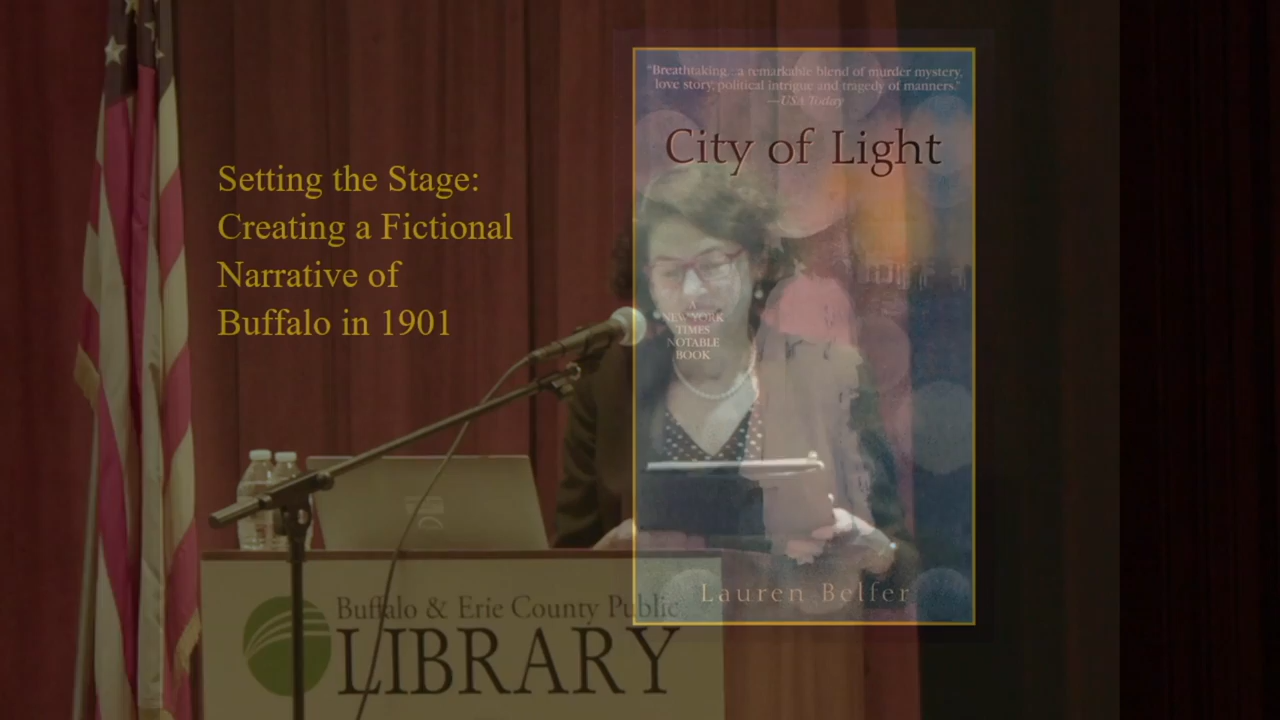 Setting the Stage:
Creating a Fictional
Narrative of
Buffalo in 1901
"Breathtaking...a remarkable blend of murder mystery,
love story, political intrigue and tragedy of manners."
—USA Today
City of Light
A
NEW YORK
TIMES
NOTABLE
BOOK
Lauren Belfer
Buffalo & Erie County Public
LIBRARY